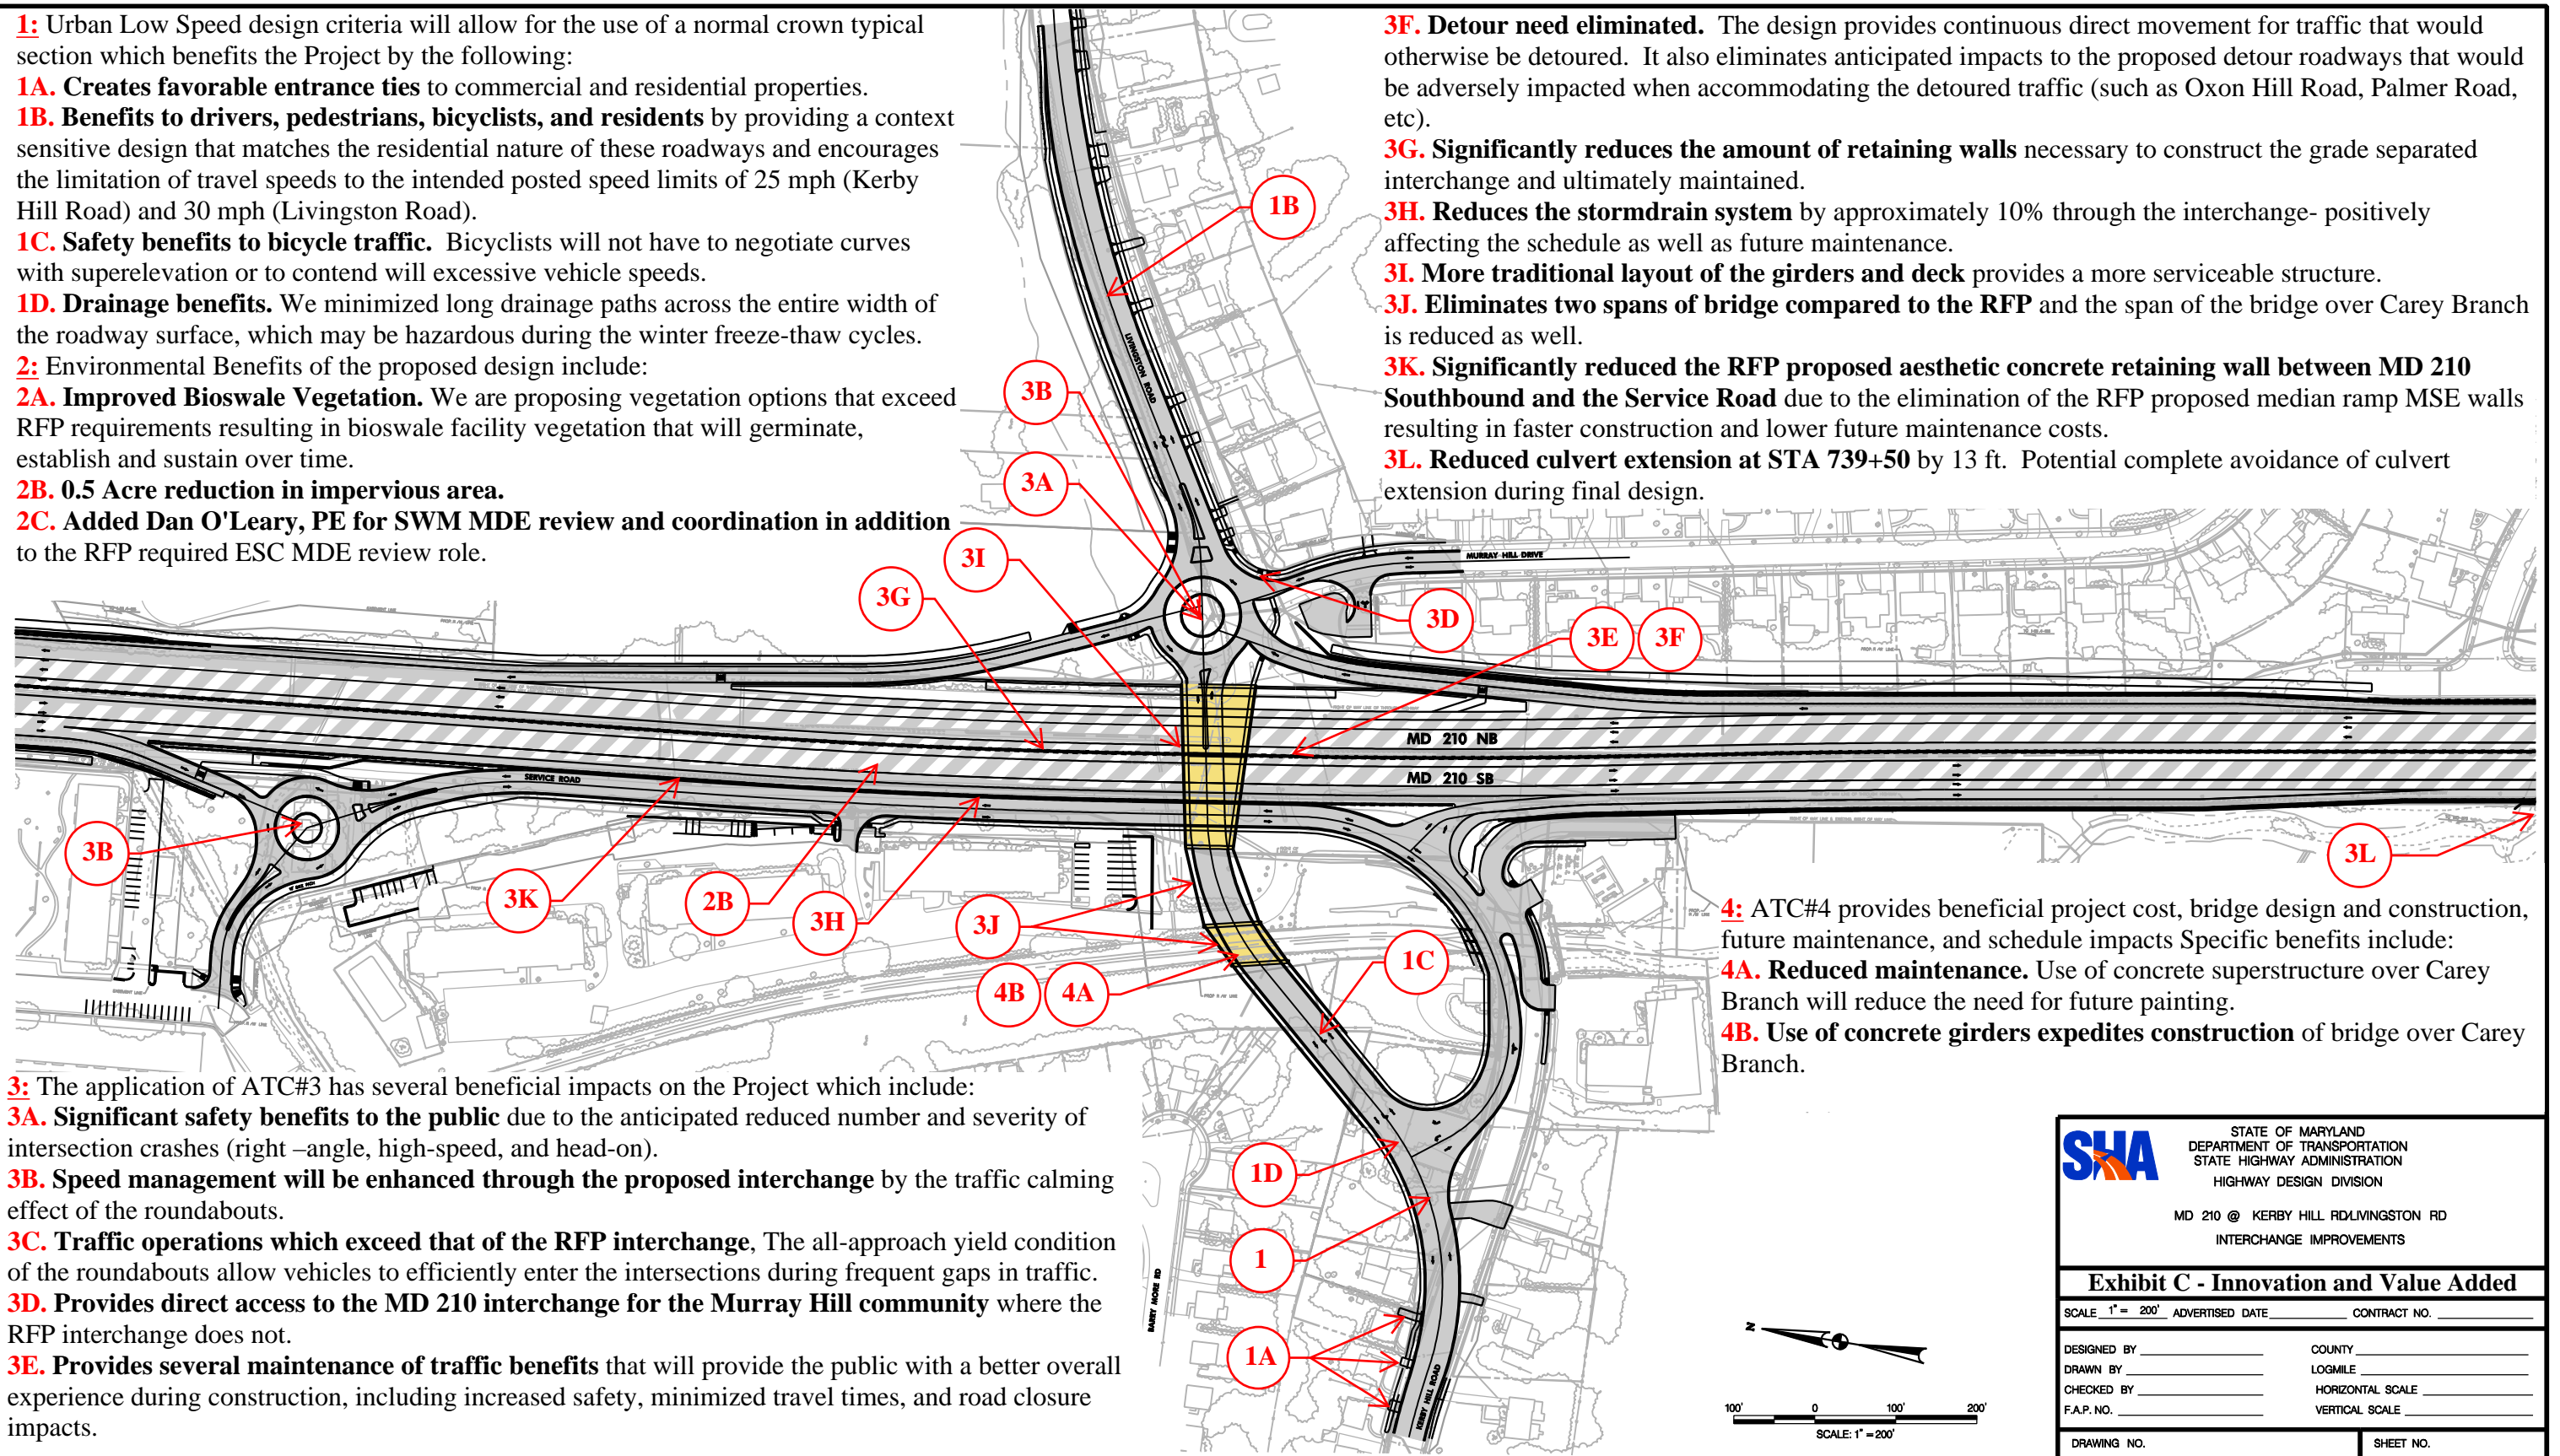 1: Urban Low Speed design criteria will allow for the use of a normal crown typical
section which benefits the Project by the following:
1A. Creates favorable entrance ties to commercial and residential properties.
1B. Benefits to drivers, pedestrians, bicyclists, and residents by providing a context
sensitive design that matches the residential nature of these roadways and encourages
the limitation of travel speeds to the intended posted speed limits of 25 mph (Kerby
Hill Road) and 30 mph (Livingston Road).
1C. Safety benefits to bicycle traffic. Bicyclists will not have to negotiate curves
with superelevation or to contend will excessive vehicle speeds.
1D. Drainage benefits. We minimized long drainage paths across the entire width of
the roadway surface, which may be hazardous during the winter freeze-thaw cycles.
2: Environmental Benefits of the proposed design include:
2A. Improved Bioswale Vegetation. We are proposing vegetation options that exceed
RFP requirements resulting in bioswale facility vegetation that will germinate,
establish and sustain over time.
2B. 0.5 Acre reduction in impervious area.
2C. Added Dan O'Leary, PE for SWM MDE review and coordination in addition
to the RFP required ESC MDE review role.
3F. Detour need eliminated. The design provides continuous direct movement for traffic that would
otherwise be detoured. It also eliminates anticipated impacts to the proposed detour roadways that would
be adversely impacted when accommodating the detoured traffic (such as Oxon Hill Road, Palmer Road,
etc).
3G. Significantly reduces the amount of retaining walls necessary to construct the grade separated
interchange and ultimately maintained.
3H. Reduces the stormdrain system by approximately 10% through the interchange- positively
affecting the schedule as well as future maintenance.
3I. More traditional layout of the girders and deck provides a more serviceable structure.
3J. Eliminates two spans of bridge compared to the RFP and the span of the bridge over Carey Branch
is reduced as well.
3K. Significantly reduced the RFP proposed aesthetic concrete retaining wall between MD 210
Southbound and the Service Road due to the elimination of the RFP proposed median ramp MSE walls
resulting in faster construction and lower future maintenance costs.
3L. Reduced culvert extension at STA 739+50 by 13 ft. Potential complete avoidance of culvert
extension during final design.
1B
LIVINGSTON ROAD
3B
3A
3I
3G
MURRAY HILL DRIVE
3D
3E
3F
MD 210 NB
MD 210 SB
SERVICE ROAD
3B
3K
2B
3H
3J
4B
4A
1C
3L
1D
1
1A
BARRY MORE RD
KERBY HILL ROAD
4: ATC#4 provides beneficial project cost, bridge design and construction,
future maintenance, and schedule impacts Specific benefits include:
4A. Reduced maintenance. Use of concrete superstructure over Carey
Branch will reduce the need for future painting.
4B. Use of concrete girders expedites construction of bridge over Carey
Branch.
3: The application of ATC#3 has several beneficial impacts on the Project which include:
3A. Significant safety benefits to the public due to the anticipated reduced number and severity of
intersection crashes (right –angle, high-speed, and head-on).
3B. Speed management will be enhanced through the proposed interchange by the traffic calming
effect of the roundabouts.
3C. Traffic operations which exceed that of the RFP interchange, The all-approach yield condition
of the roundabouts allow vehicles to efficiently enter the intersections during frequent gaps in traffic.
3D. Provides direct access to the MD 210 interchange for the Murray Hill community where the
RFP interchange does not.
3E. Provides several maintenance of traffic benefits that will provide the public with a better overall
experience during construction, including increased safety, minimized travel times, and road closure
impacts.
N
100' 0 100' 200'
SCALE: 1" = 200'
SHA
STATE OF MARYLAND
DEPARTMENT OF TRANSPORTATION
STATE HIGHWAY ADMINISTRATION
HIGHWAY DESIGN DIVISION
MD 210 @ KERBY HILL RD/LIVINGSTON RD
INTERCHANGE IMPROVEMENTS
Exhibit C - Innovation and Value Added
SCALE 1" = 200' ADVERTISED DATE CONTRACT NO.
DESIGNED BY COUNTY
DRAWN BY LOGMILE
CHECKED BY HORIZONTAL SCALE
F.A.P. NO. VERTICAL SCALE
DRAWING NO. SHEET NO.